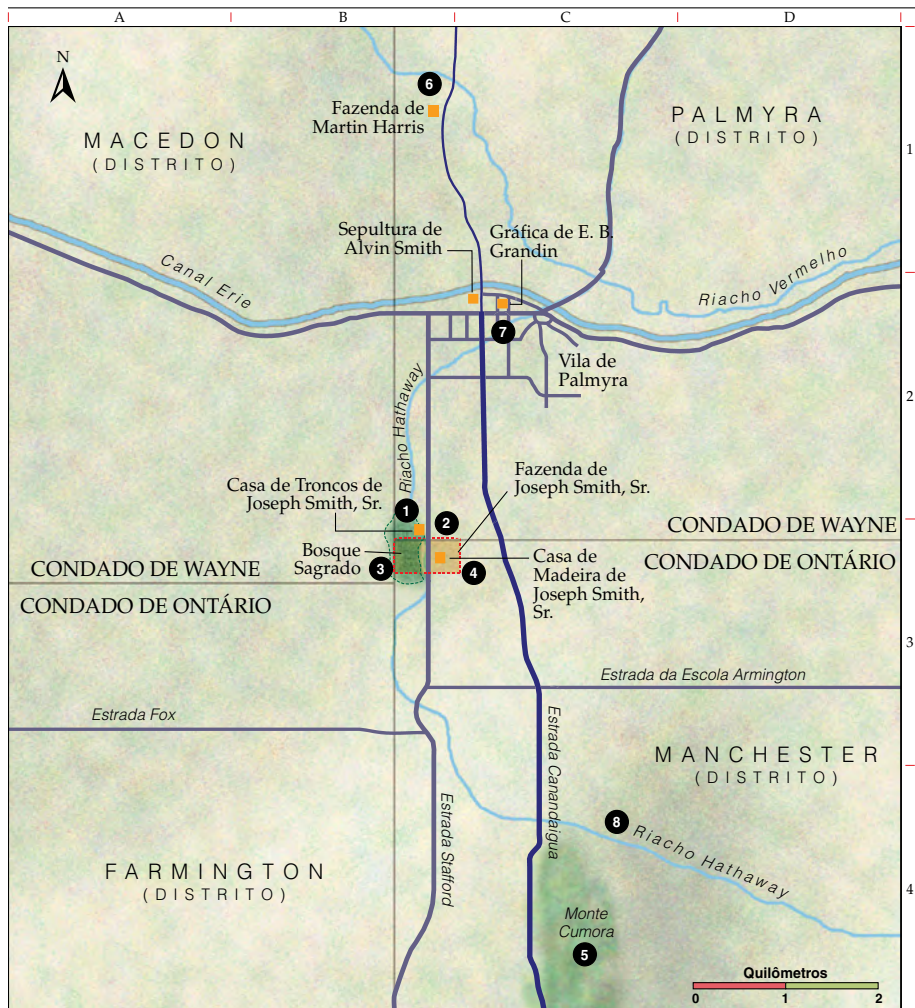 A
B
C
D
N
6
Fazenda de
Martin Harris
MACEDON
(DISTRITO)
PALMYRA
(DISTRITO)
1
Sepultura de
Alvin Smith
Gráfica de E. B.
Grandin
Canal Erie
Riacho Vermelho
7
Vila de
Palmyra
2
Riacho Hathaway
Casa de Troncos de
Joseph Smith, Sr.
Fazenda de
Joseph Smith, Sr.
1
2
CONDADO DE WAYNE
CONDADO DE ONTÁRIO
Bosque
Sagrado
3
4
Casa de
Madeira de
Joseph Smith,
Sr.
CONDADO DE WAYNE
CONDADO DE ONTÁRIO
3
Estrada da Escola Armington
Estrada Fox
Estrada Canandaigua
MANCHESTER
(DISTRITO)
Estrada Stafford
8
Riacho Hathaway
FARMINGTON
(DISTRITO)
4
Monte
Cumora
5
Quilômetros
0 1 2